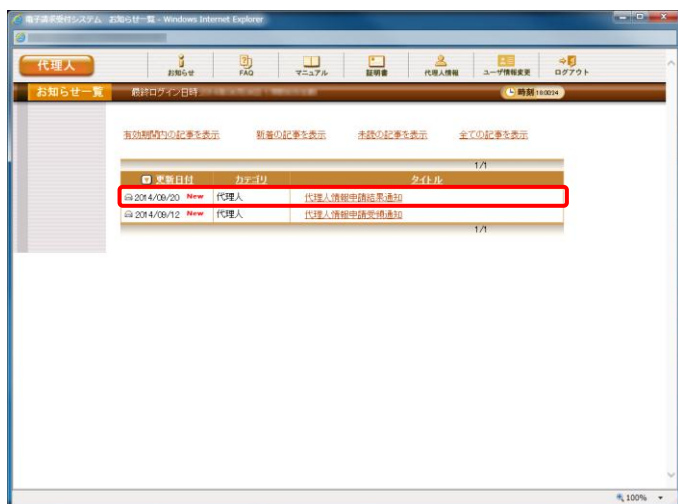 電子請求受付システム お知らせ一覧 - Windows Internet Explorer
代理人
お知らせ FAQ マニュアル 証明書 代理人情報 ユーザ情報変更 ログアウト
お知らせ一覧 最終ログイン日時 時刻
有効期間内の記事を表示 新着の記事を表示 未読の記事を表示 全ての記事を表示
1/1
更新日付 カテゴリ タイトル
2014/09/20 New 代理人 代理人情報申請結果通知
2014/09/12 New 代理人 代理人情報申請受領通知
1/1
100%